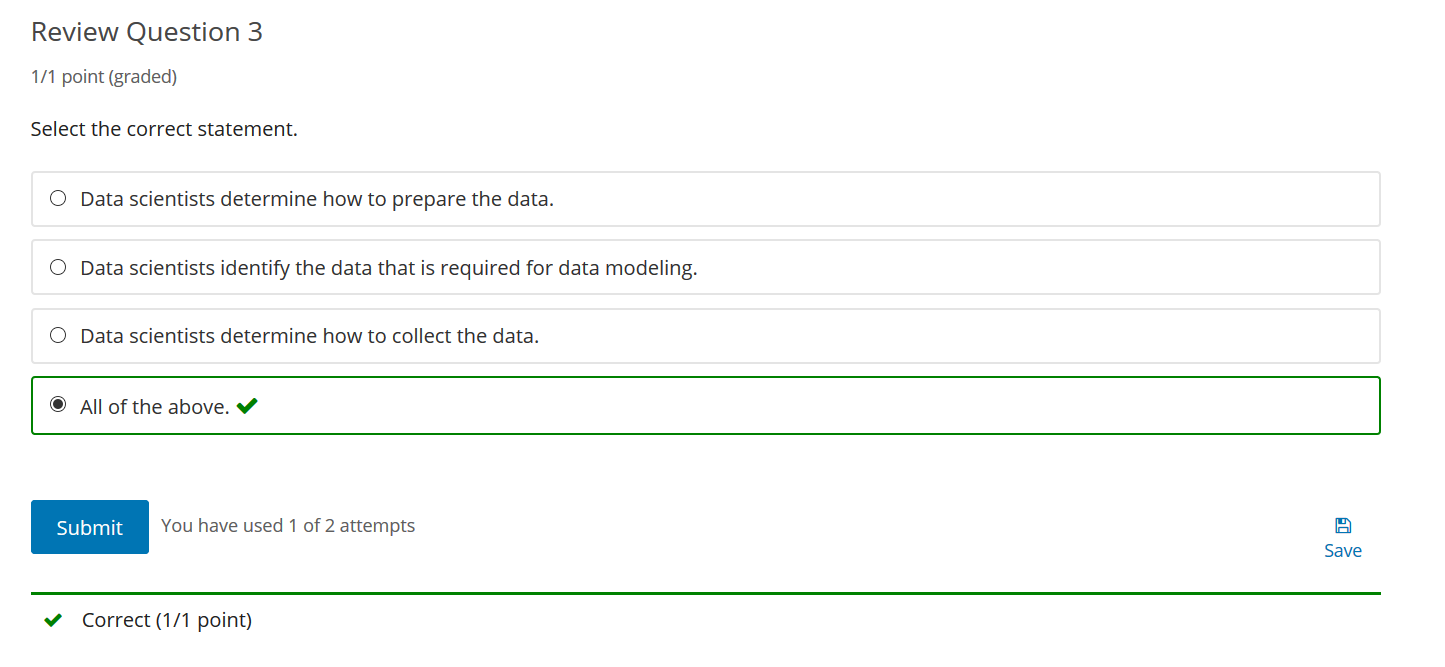 Review Question 3
1/1 point (graded)
Select the correct statement.
Data scientists determine how to prepare the data.
Data scientists identify the data that is required for data modeling.
Data scientists determine how to collect the data.
All of the above.
Submit You have used 1 of 2 attempts
Save
Correct (1/1 point)